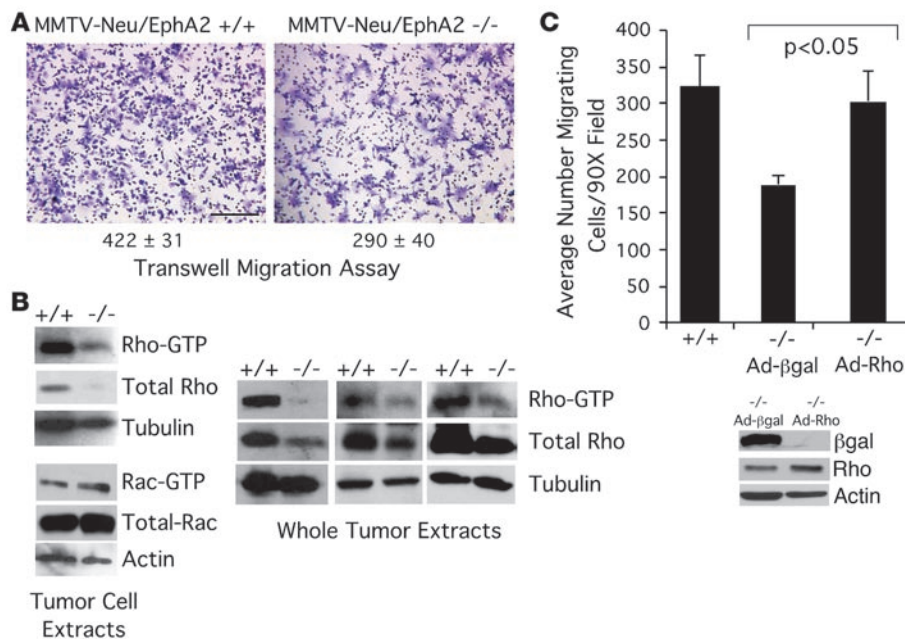 A
MMTV-Neu/EphA2 +/+
MMTV-Neu/EphA2 -/-
422 ± 31
290 ± 40
Transwell Migration Assay
B
+/+ -/-
Rho-GTP
Total Rho
Tubulin
Rac-GTP
Total-Rac
Actin
Tumor Cell
Extracts
+/+ -/- +/+ -/- +/+ -/-
Rho-GTP
Total Rho
Tubulin
Whole Tumor Extracts
C
p<0.05
Average Number Migrating
Cells/90X Field
400
350
300
250
200
150
100
50
0
+/+
-/-
Ad-βgal
-/-
Ad-Rho
-/- -/-
Ad-βgal Ad-Rho
βgal
Rho
Actin